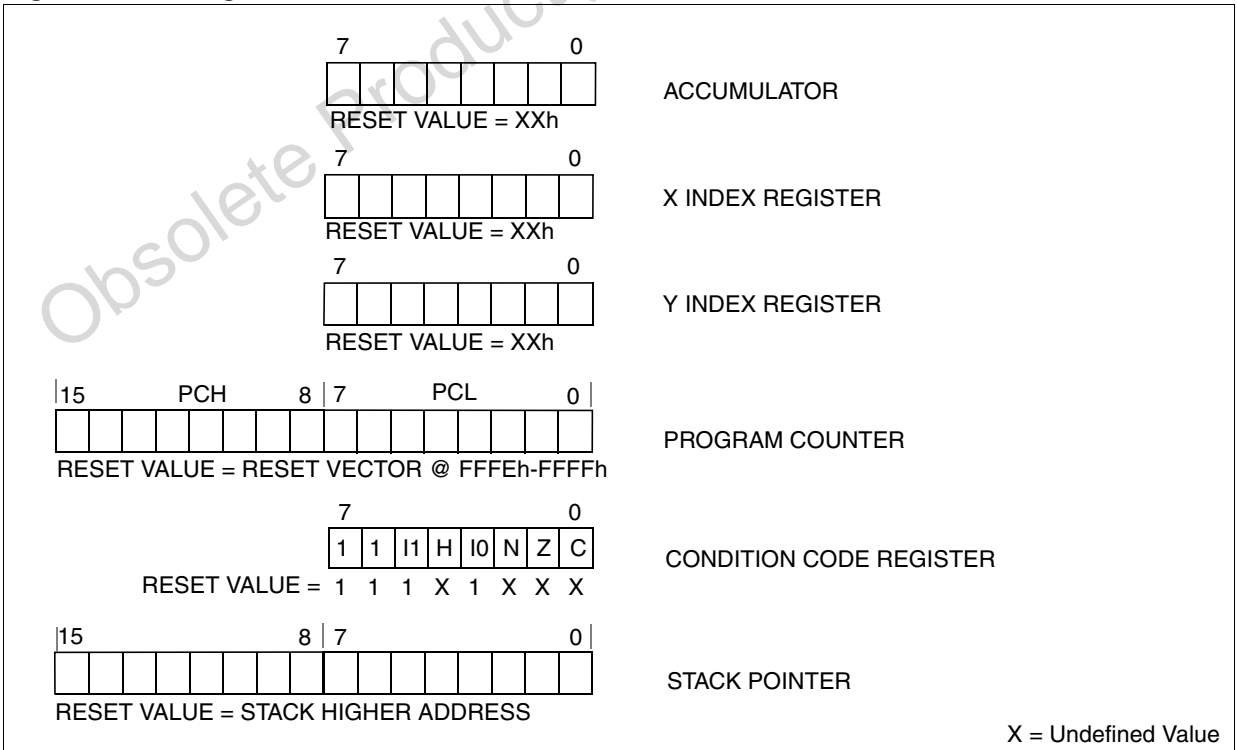 7 0
ACCUMULATOR
RESET VALUE = XXh
7 0
X INDEX REGISTER
RESET VALUE = XXh
7 0
Y INDEX REGISTER
RESET VALUE = XXh
15 PCH 8 7 PCL 0
PROGRAM COUNTER
RESET VALUE = RESET VECTOR @ FFFEh-FFFFh
7 0
1 1 I1 H I0 N Z C
CONDITION CODE REGISTER
RESET VALUE = 1 1 1 X 1 X X X
15 8 7 0
STACK POINTER
RESET VALUE = STACK HIGHER ADDRESS
X = Undefined Value
Obsolete Product